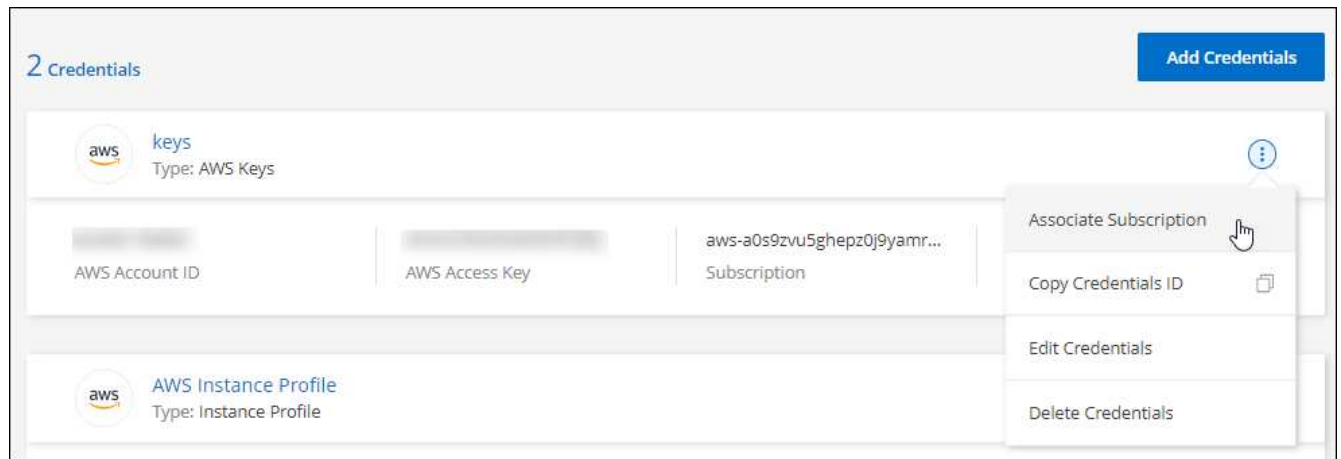 2 Credentials
Add Credentials
aws
keys
Type: AWS Keys
AWS Account ID
AWS Access Key
aws-a0s9zvu5ghepz0j9yamr...
Subscription
Associate Subscription
Copy Credentials ID
Edit Credentials
Delete Credentials
aws
AWS Instance Profile
Type: Instance Profile